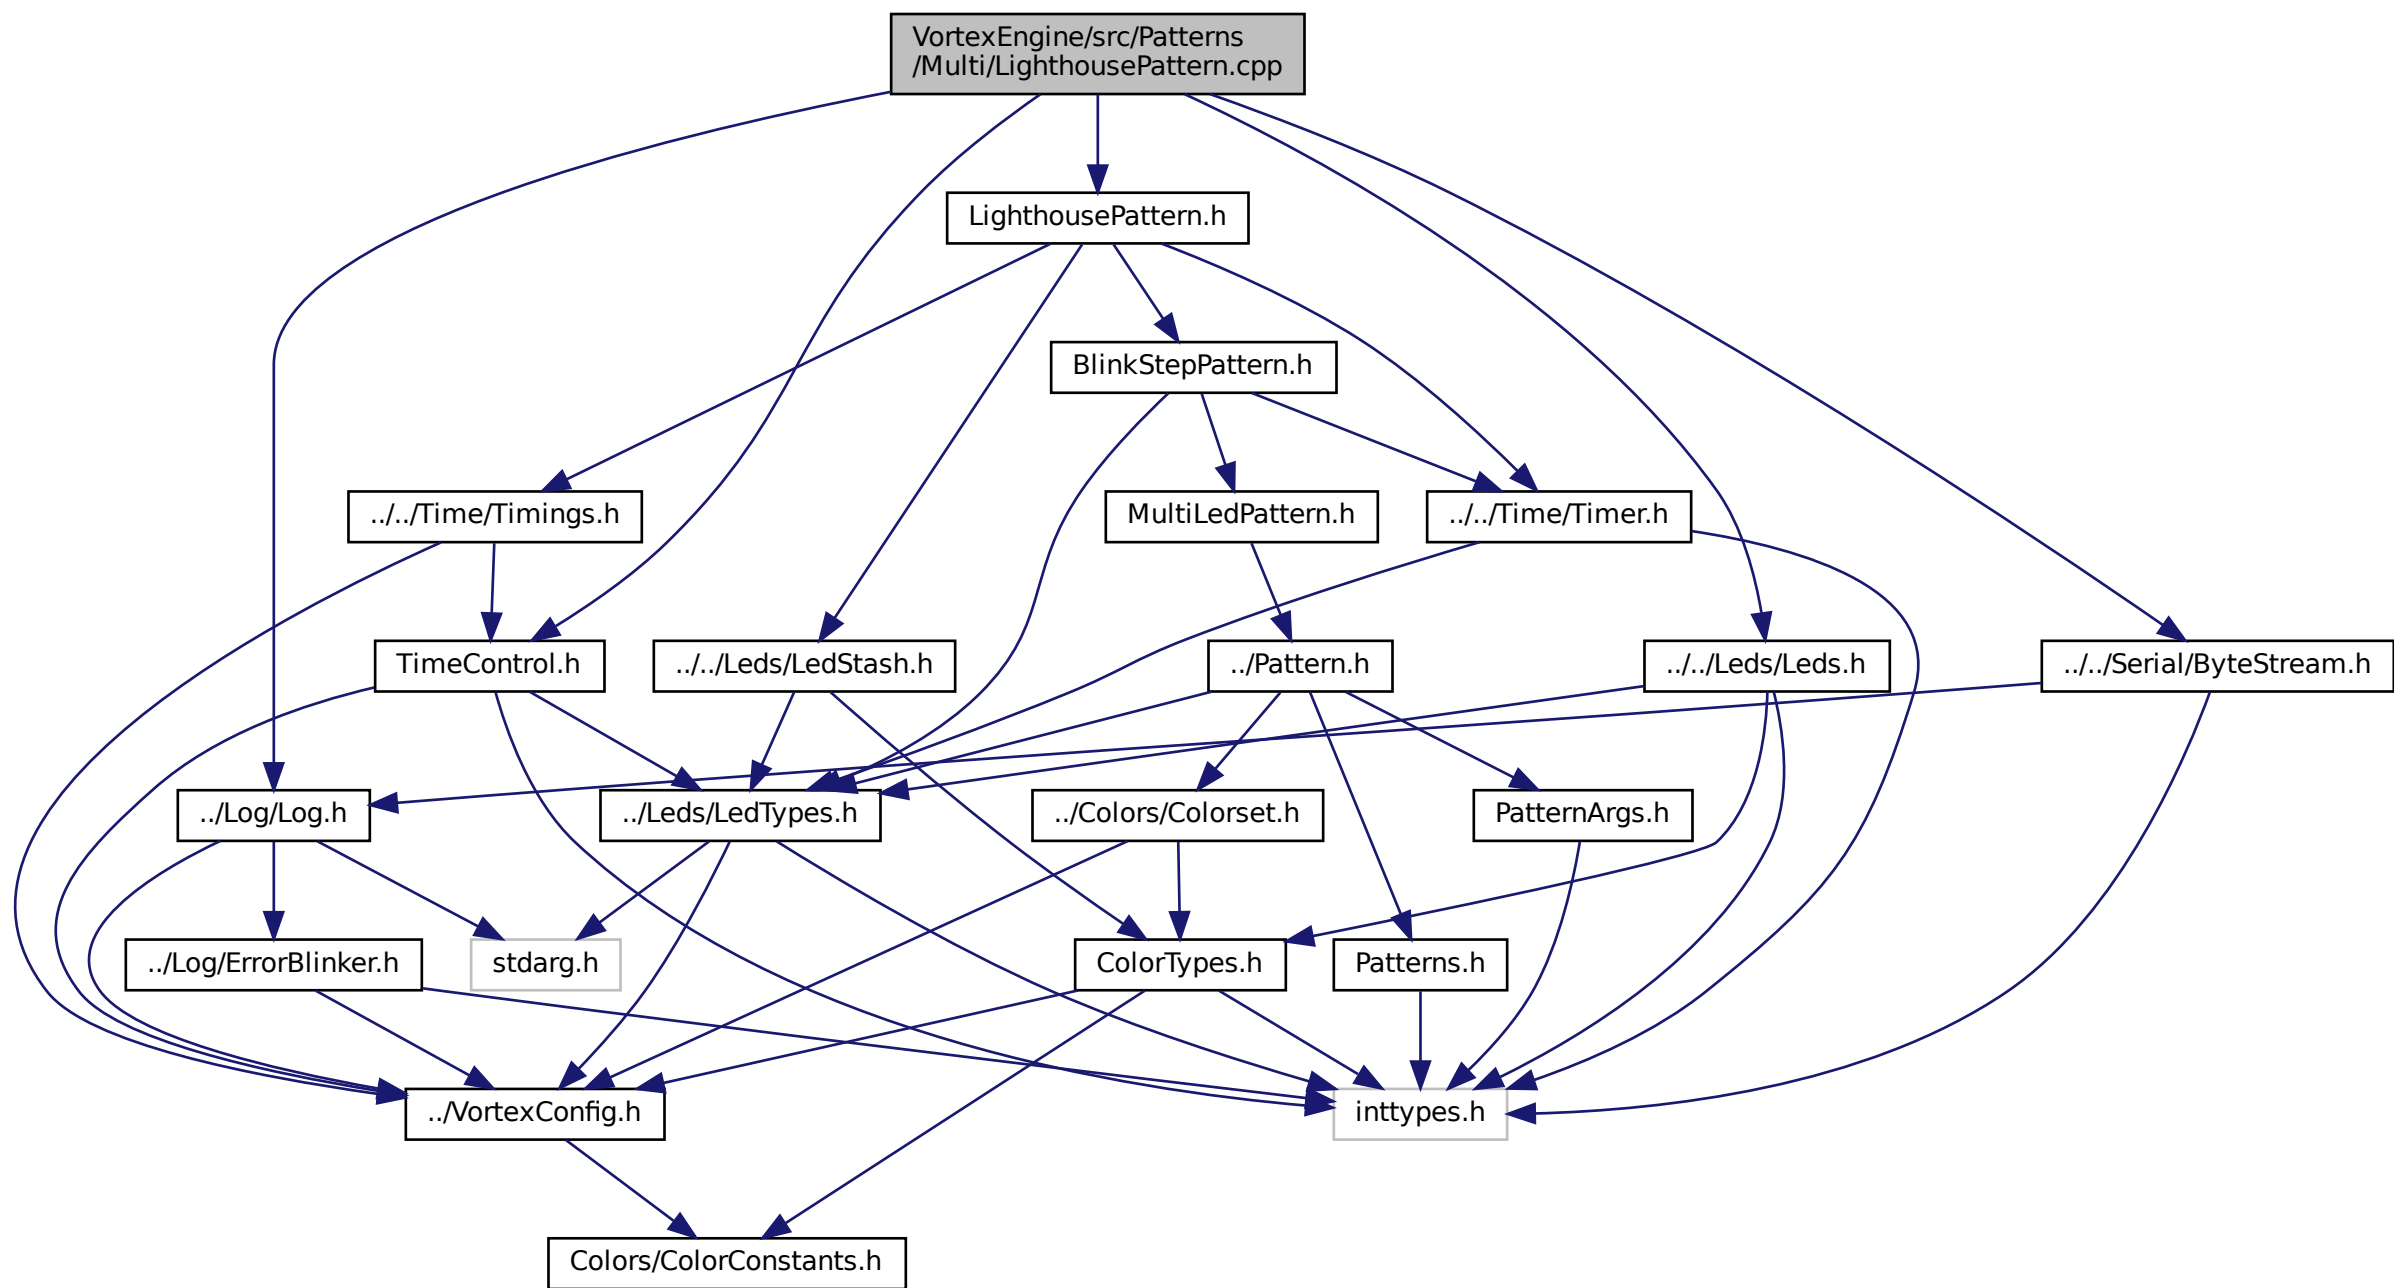 VortexEngine/src/Patterns
/Multi/LighthousePattern.cpp
LighthousePattern.h
BlinkStepPattern.h
../../Time/Timings.h
MultiLedPattern.h
../../Time/Timer.h
TimeControl.h
../../Leds/LedStash.h
../Pattern.h
../../Leds/Leds.h
../../Serial/ByteStream.h
../Log/Log.h
../Leds/LedTypes.h
../Colors/Colorset.h
PatternArgs.h
../Log/ErrorBlinker.h
stdarg.h
ColorTypes.h
Patterns.h
../VortexConfig.h
inttypes.h
Colors/ColorConstants.h